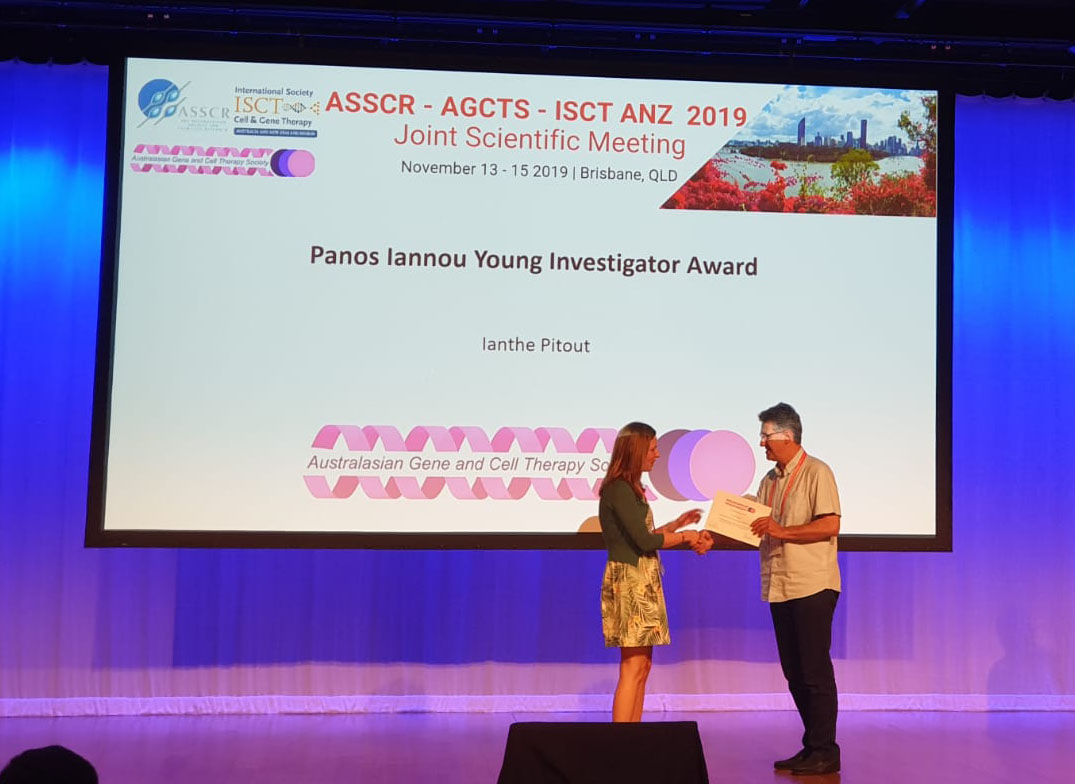 ASSCR
International Society
ISCT
Cell & Gene Therapy
Australasian Gene and Cell Therapy Society
ASSCR - AGCTS - ISCT ANZ 2019
Joint Scientific Meeting
November 13 - 15 2019 | Brisbane, QLD
Panos Iannou Young Investigator Award
Ianthe Pitout
Australasian Gene and Cell Therapy So